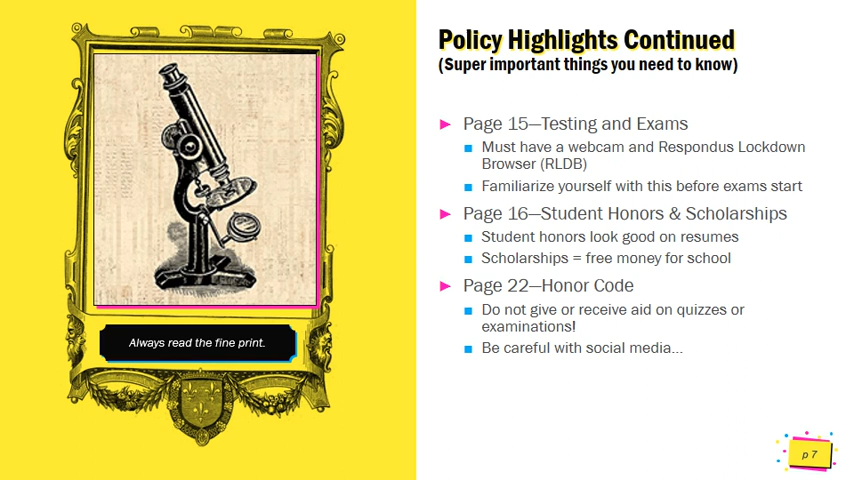 Policy Highlights Continued
(Super important things you need to know)
Page 15—Testing and Exams
Must have a webcam and Respondus Lockdown
Browser (RLDB)
Familiarize yourself with this before exams start
Page 16—Student Honors & Scholarships
Student honors look good on resumes
Scholarships = free money for school
Page 22—Honor Code
Do not give or receive aid on quizzes or
examinations!
Be careful with social media...
Always read the fine print.
p 7